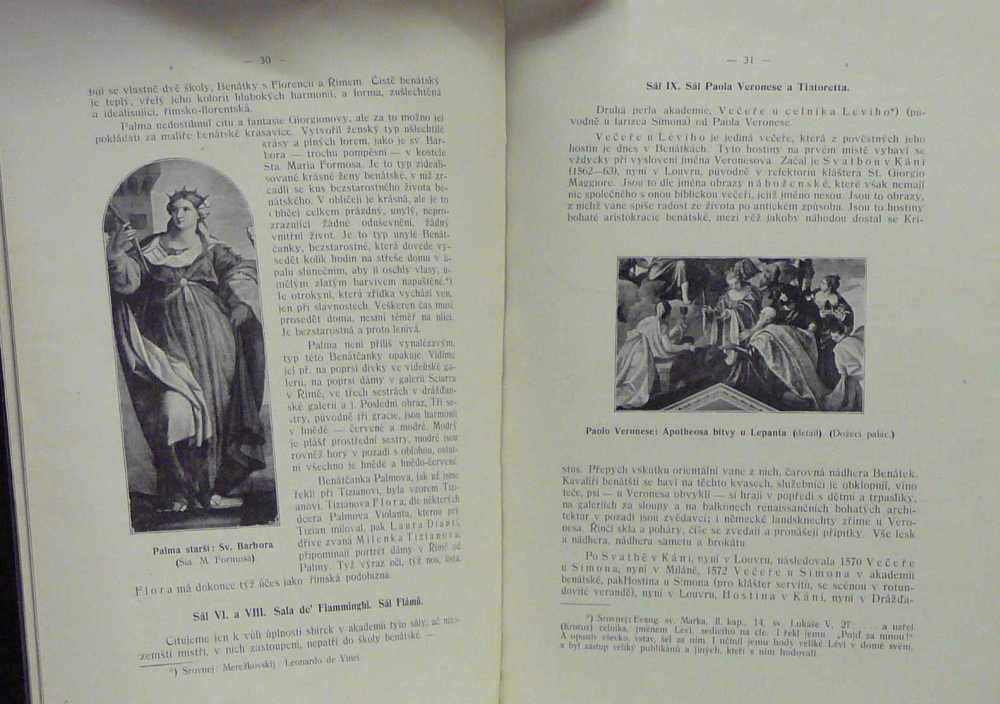 — 30 —
bují se vlastně dvě školy, Benátky s Florencií a Římem. Čistě benátský
je teplý, vřelý jeho kolorit hlubokých harmonií, a forma, zušlechtěná
a idealisující, římsko-florentská.
Palma nedostihnul citu a fantasie Giorgionovy, ale za to možno jej
pokládati za malíře benátské krasavice. Vytvořil ženský typ ušlechtilé
krásy a plných forem, jako je sv. Bar-
bora — trochu pompésní — v kostele
Sta. Maria Formosa. Je to typ zideali-
sované krásné ženy benátské, v níž zr-
cadlí se kus bezstarostného života be-
nátského. V obličeji je krásná, ale je to
obličej celkem prázdný, unylý, nepro-
zrazující žádné oduševnění, žádný
vnitřní život. Je to typ unylé Benát-
čanky, bezstarostné, která dovede vy-
sedět kolik hodin na střeše domu v ú-
palu slunečním, aby jí oschly vlasy, u-
mělým zlatým barvivem napuštěné.*)
Je otrokyní, která zřídka vychází ven,
jen při slavnostech. Veškeren čas musí
prosedět doma, nesmí téměř na ulici.
Je bezstarostná a proto lenivá.
Palma není příliš vynalézavým,
typ této Benátčanky opakuje. Vidíme
jej př. na poprsí dívky ve vídeňské ga-
lerii, na poprsí dámy v galerii Sciarra
v Římě, ve třech sestrách v drážďan-
ské galerii a j. Poslední obraz, Tři se-
stry, původně tři gracie, jsou harmonií
v hnědé — červené a modré. Modrý
je plášť prostřední sestry, modré jsou
rovněž hory v pozadí s oblohou, ostat-
ní všechno je hnědé a hnědo-červené.
Benátčanka Palmova, jak už jsme
řekli při Tizianovi, byla vzorem Tizi-
anovi. Tizianova Flora, dle některých
dcera Palmova Violanta, kterou prý
Tizian miloval, pak Laura Dianti,
dříve zvaná Milenka Tizianova,
připomínají portrét dámy v Římě od
Palmy. Týž výraz očí, týž nos, ústa.
Flora má dokonce týž účes jako římská podobizna.
Palma starší: Sv. Barbora
(Sta M. Formosa)
Sál VI. a VIII. Sala de' Fiamminghi. Sál Flámů.
Citujeme jen k vůli úplnosti sbírek v akademii tyto sály, ač niz-
zemští mistři, v nich zastoupení, nepatří do školy benátské —
*) Srovnej: Merežkovskij: Leonardo de Vinci.
— 31 —
Sál IX. Sál Paola Veronese a Tintoretta.
Druhá perla akademie, Večeře u celníka Léviho*) (pů-
vodně u farizea Simona) od Paola Veronese.
Večeře u Léviho je jediná večeře, která z pověstných jeho
hostin je dnes v Benátkách. Tyto hostiny na prvém místě vybaví se
vždycky při vyslovení jména Veronesova. Začal je Svatbou v Káni
(1562—63), nyní v Louvru, původně v refektoriu kláštera St. Giorgio
Maggiore. Jsou to dle jména obrazy náboženské, které však nemají
nic společného s onou biblickou večeří, jejíž jméno nesou. Jsou to obrazy,
z nichž vane spíše radost ze života po antickém způsobu. Jsou to hostiny
bohaté aristokracie benátské, mezi něž jakoby náhodou dostal se Kri-
Paolo Veronese: Apotheosa bitvy u Lepanta (detail) (Dožecí palác.)
stus. Přepych vskutku orientální vane z nich, čarovná nádhera Benátek.
Kavalíři benátští se baví na těchto kvasech, služebníci je obklopují, víno
teče, psi — u Veronesa obvyklí — si hrají v popředí s dětmi a trpaslíky,
na galeriích za sloupy a na balkonech renaissančních bohatých archi-
tektur v pozadí jsou zvědavci; i německé landsknechty zříme u Vero-
nesa. Řinčí skla a poháry, číše se zvedají a pronášejí přípitky. Vše lesk
a nádhera, nádhera sametu a brokátu.
Po Svatbě v Káni, nyní v Louvru, následovala 1570 Večeře
u Simona, nyní v Miláně, 1572 Večeře u Simona v akademii
benátské, pakHostina u Simona (pro klášter servitů, se scénou v rotun-
dovité verandě), nyní v Louvru, Hostina v Káni, nyní v Drážďa-
*) Srovnej: Evang. sv. Marka, II. kap., 14. sv. Lukáše V. 27. a uzřel
(Kristus) celníka, jménem Lévi, sedícího na cle. I řekl jemu: „Pojď za mnou!“
A opustiv všecko, vstav, šel za ním. I učinil jemu hody veliké Lévi v domě svém,
a byl zástup veliký publikánů a jiných, kteří s ním hodovali.